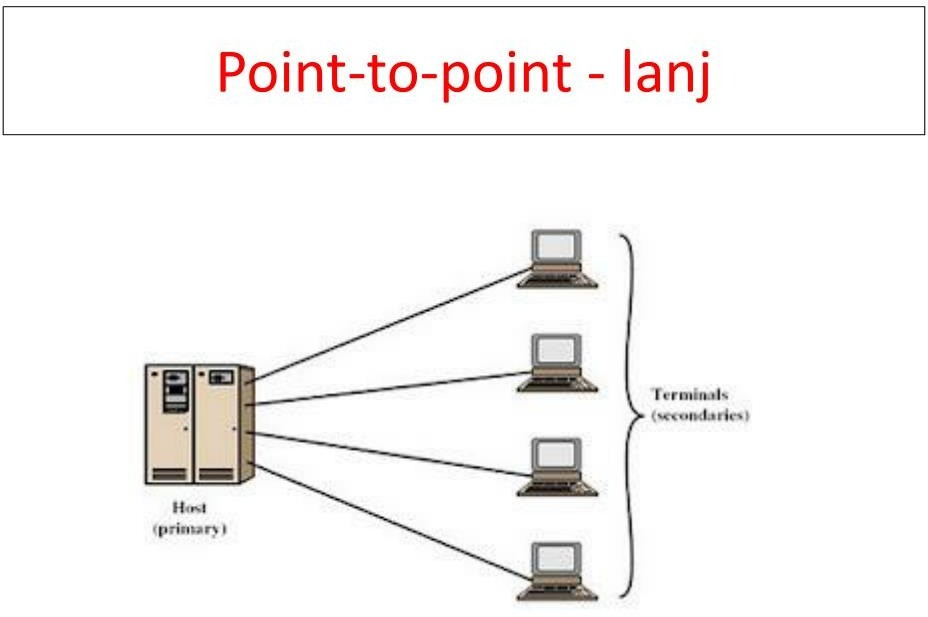 Point-to-point - lanj
Terminals
(secondaries)
Host
(primary)